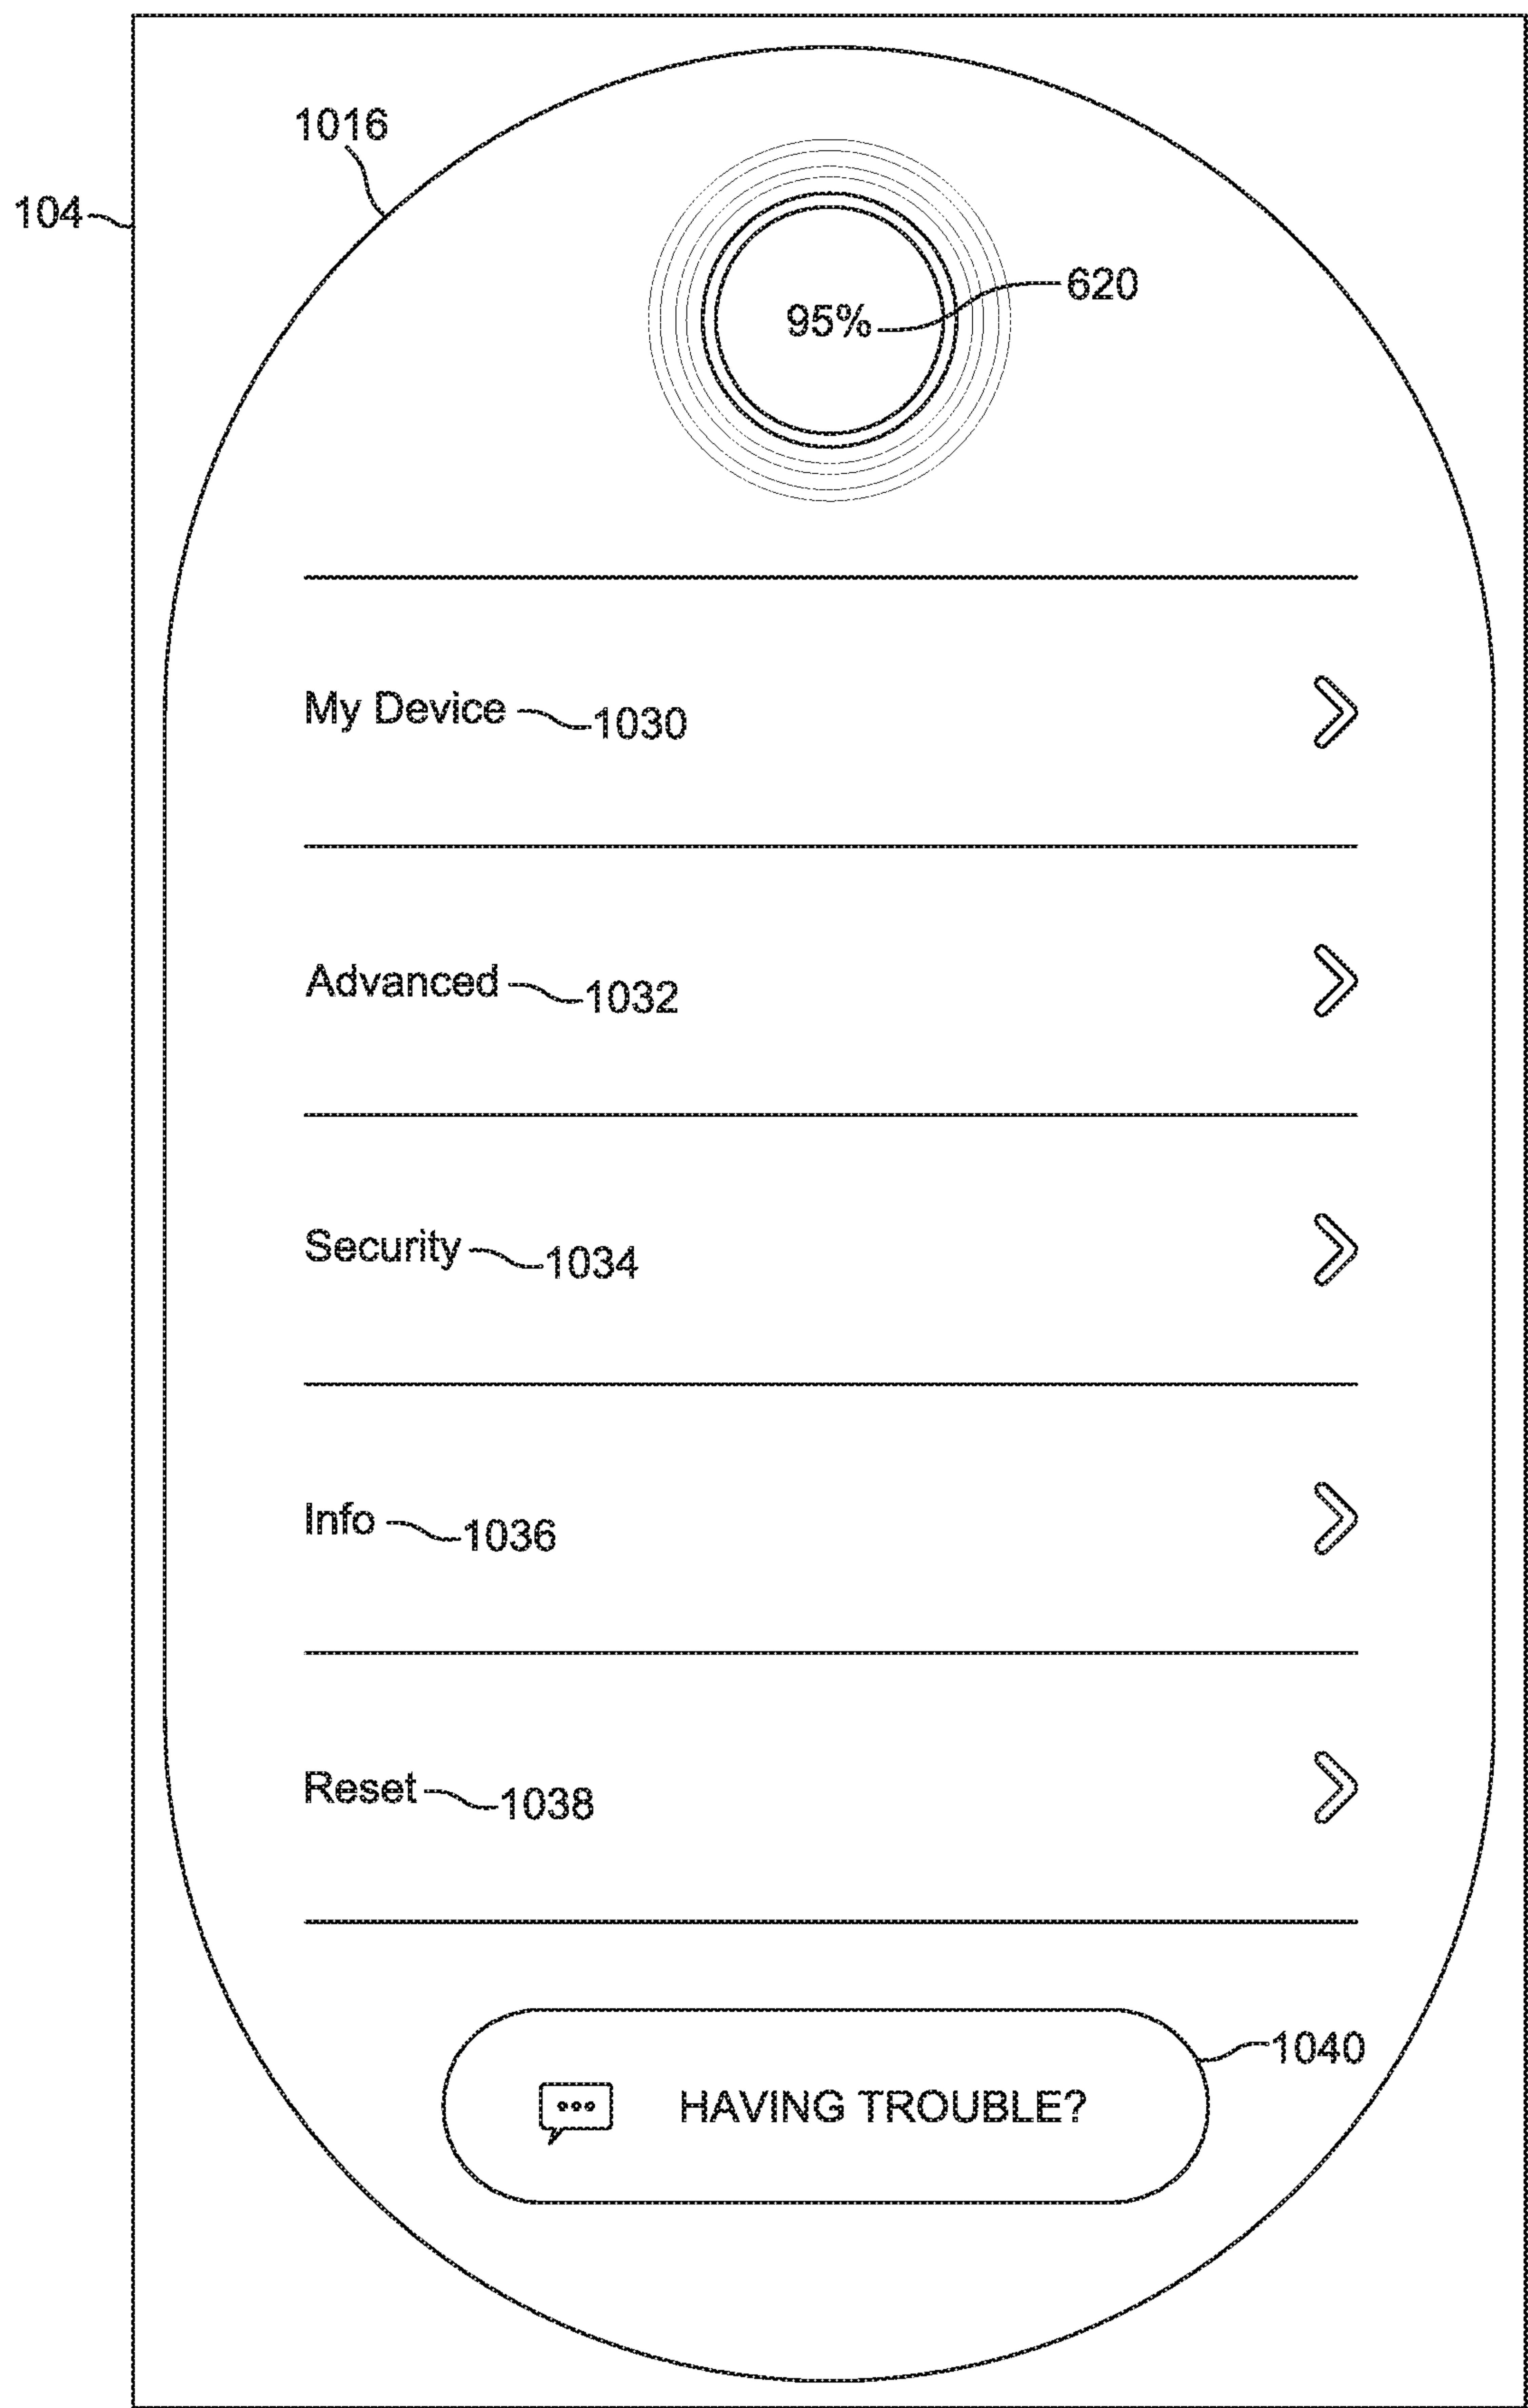 1016
104
95% 620
My Device 1030
Advanced 1032
Security 1034
Info 1036
Reset 1038
1040
HAVING TROUBLE?